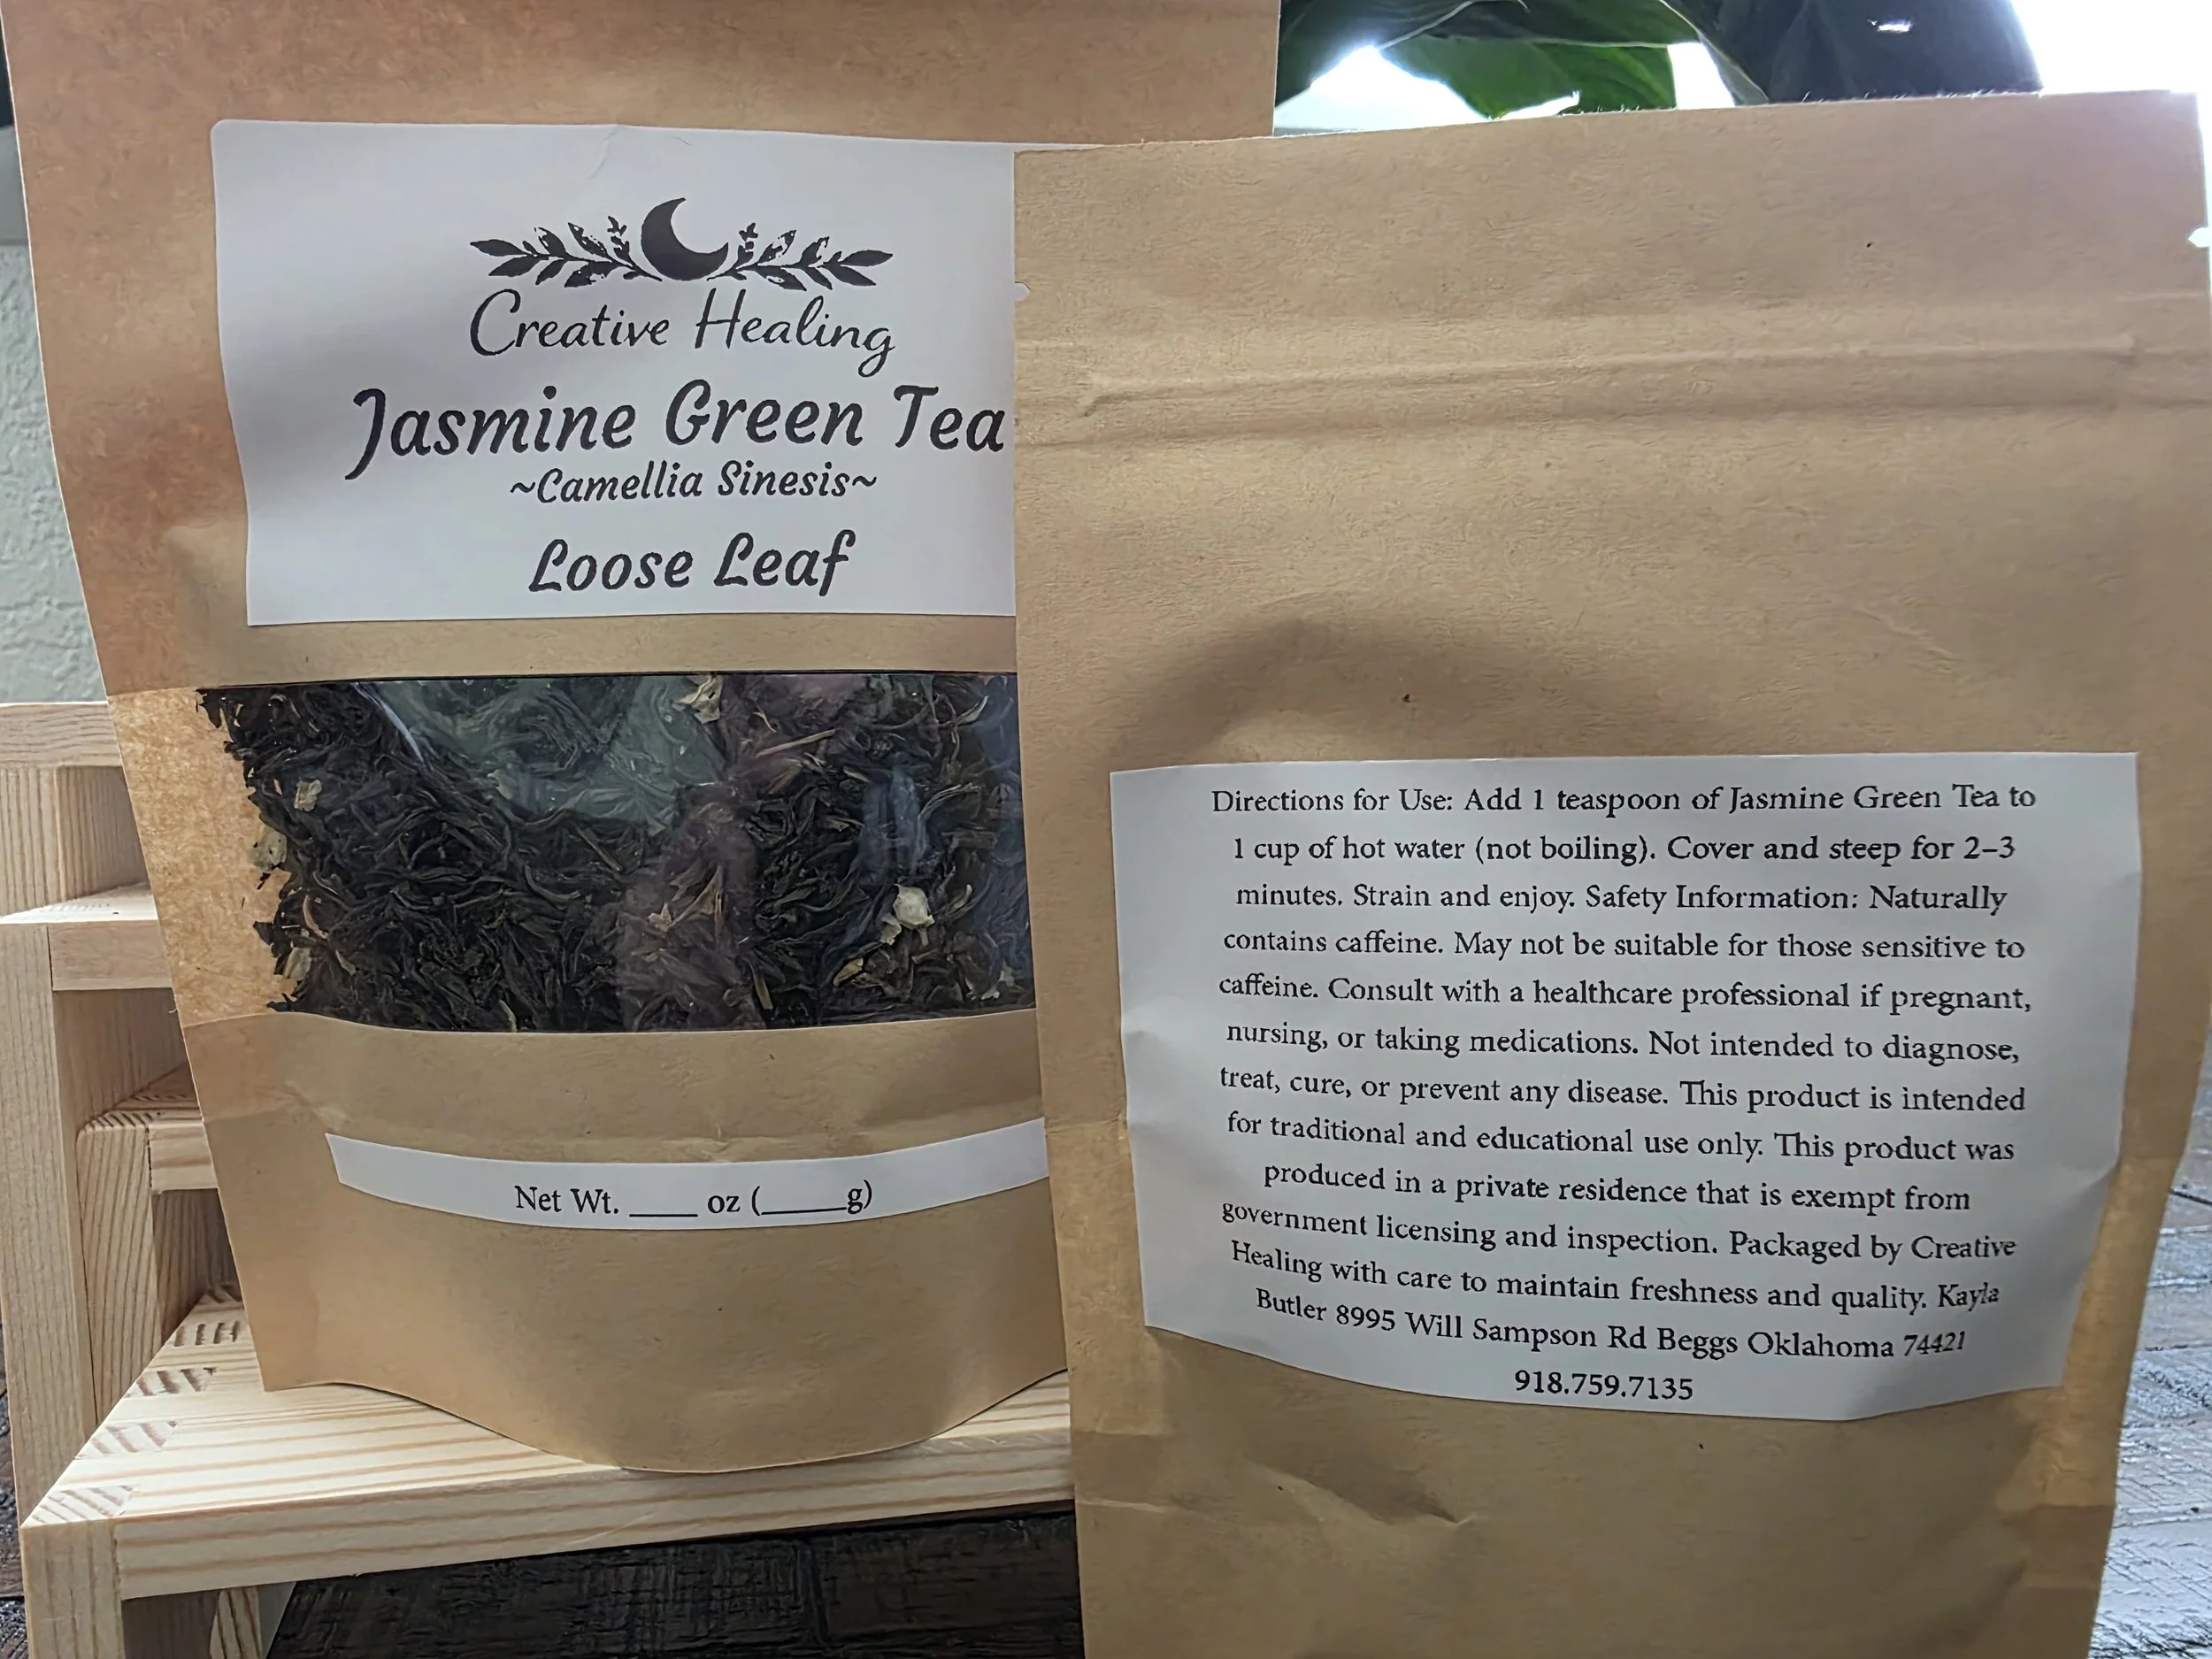 Creative Healing
Jasmine Green Tea
~Camellia Sinesis~
Loose Leaf
Net Wt. ____ oz (_____g)
Directions for Use: Add 1 teaspoon of Jasmine Green Tea to
1 cup of hot water (not boiling). Cover and steep for 2–3
minutes. Strain and enjoy. Safety Information: Naturally
contains caffeine. May not be suitable for those sensitive to
caffeine. Consult with a healthcare professional if pregnant,
nursing, or taking medications. Not intended to diagnose,
treat, cure, or prevent any disease. This product is intended
for traditional and educational use only. This product was
produced in a private residence that is exempt from
government licensing and inspection. Packaged by Creative
Healing with care to maintain freshness and quality. Kayla
Butler 8995 Will Sampson Rd Beggs Oklahoma 74421
918.759.7135